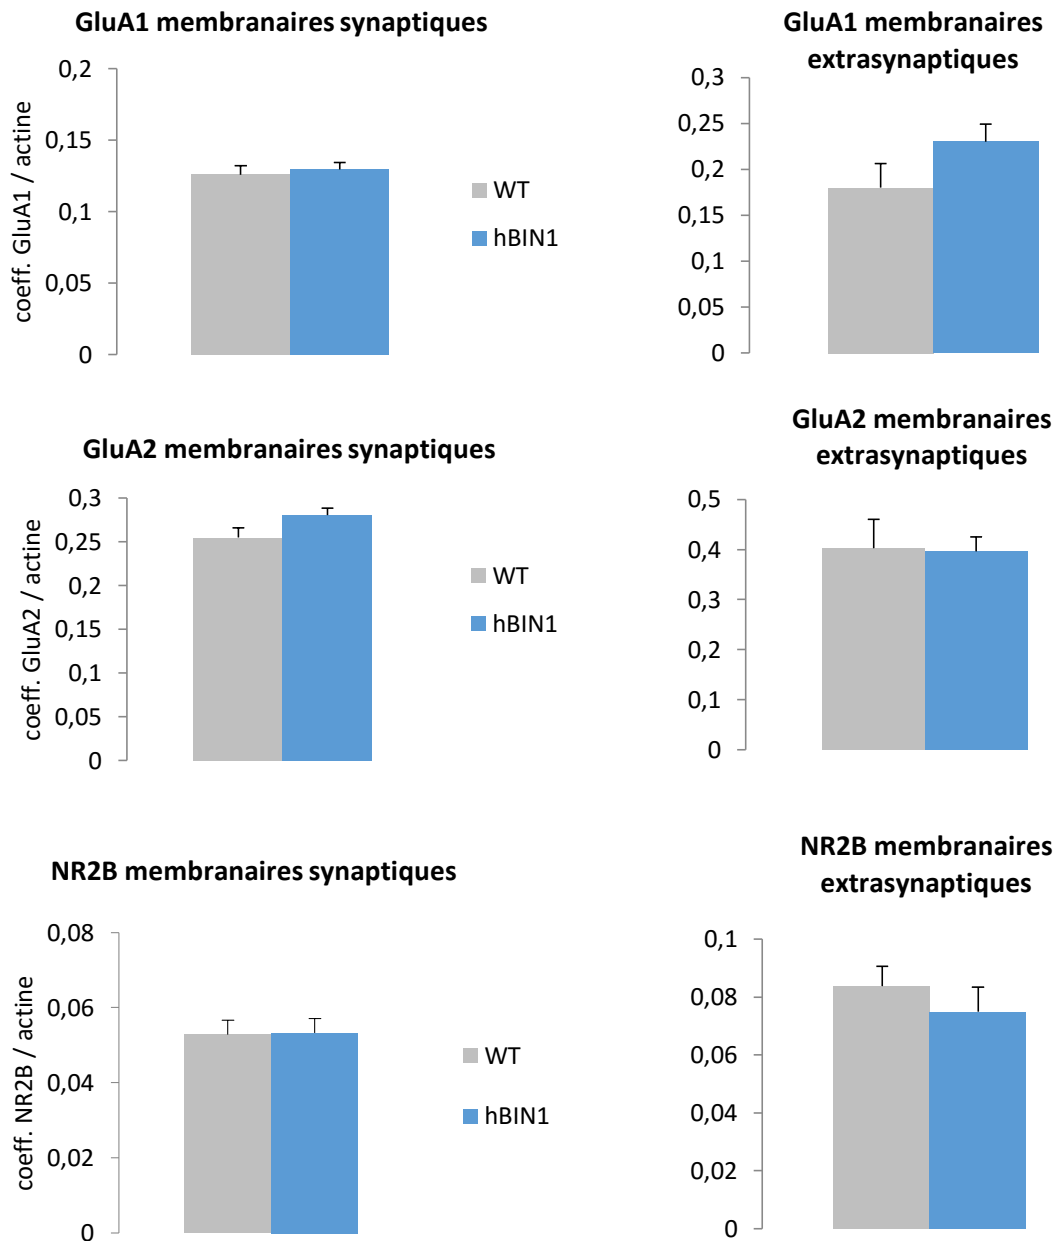 GluA1 membranaires synaptiques
coeff. GluA1 / actine
0,2
0,15
0,1
0,05
0
WT
hBIN1
GluA1 membranaires
extrasynaptiques
0,3
0,25
0,2
0,15
0,1
0,05
0
GluA2 membranaires synaptiques
coeff. GluA2 / actine
0,3
0,25
0,2
0,15
0,1
0,05
0
WT
hBIN1
GluA2 membranaires
extrasynaptiques
0,5
0,4
0,3
0,2
0,1
0
NR2B membranaires synaptiques
coeff. NR2B / actine
0,08
0,06
0,04
0,02
0
WT
hBIN1
NR2B membranaires
extrasynaptiques
0,1
0,08
0,06
0,04
0,02
0